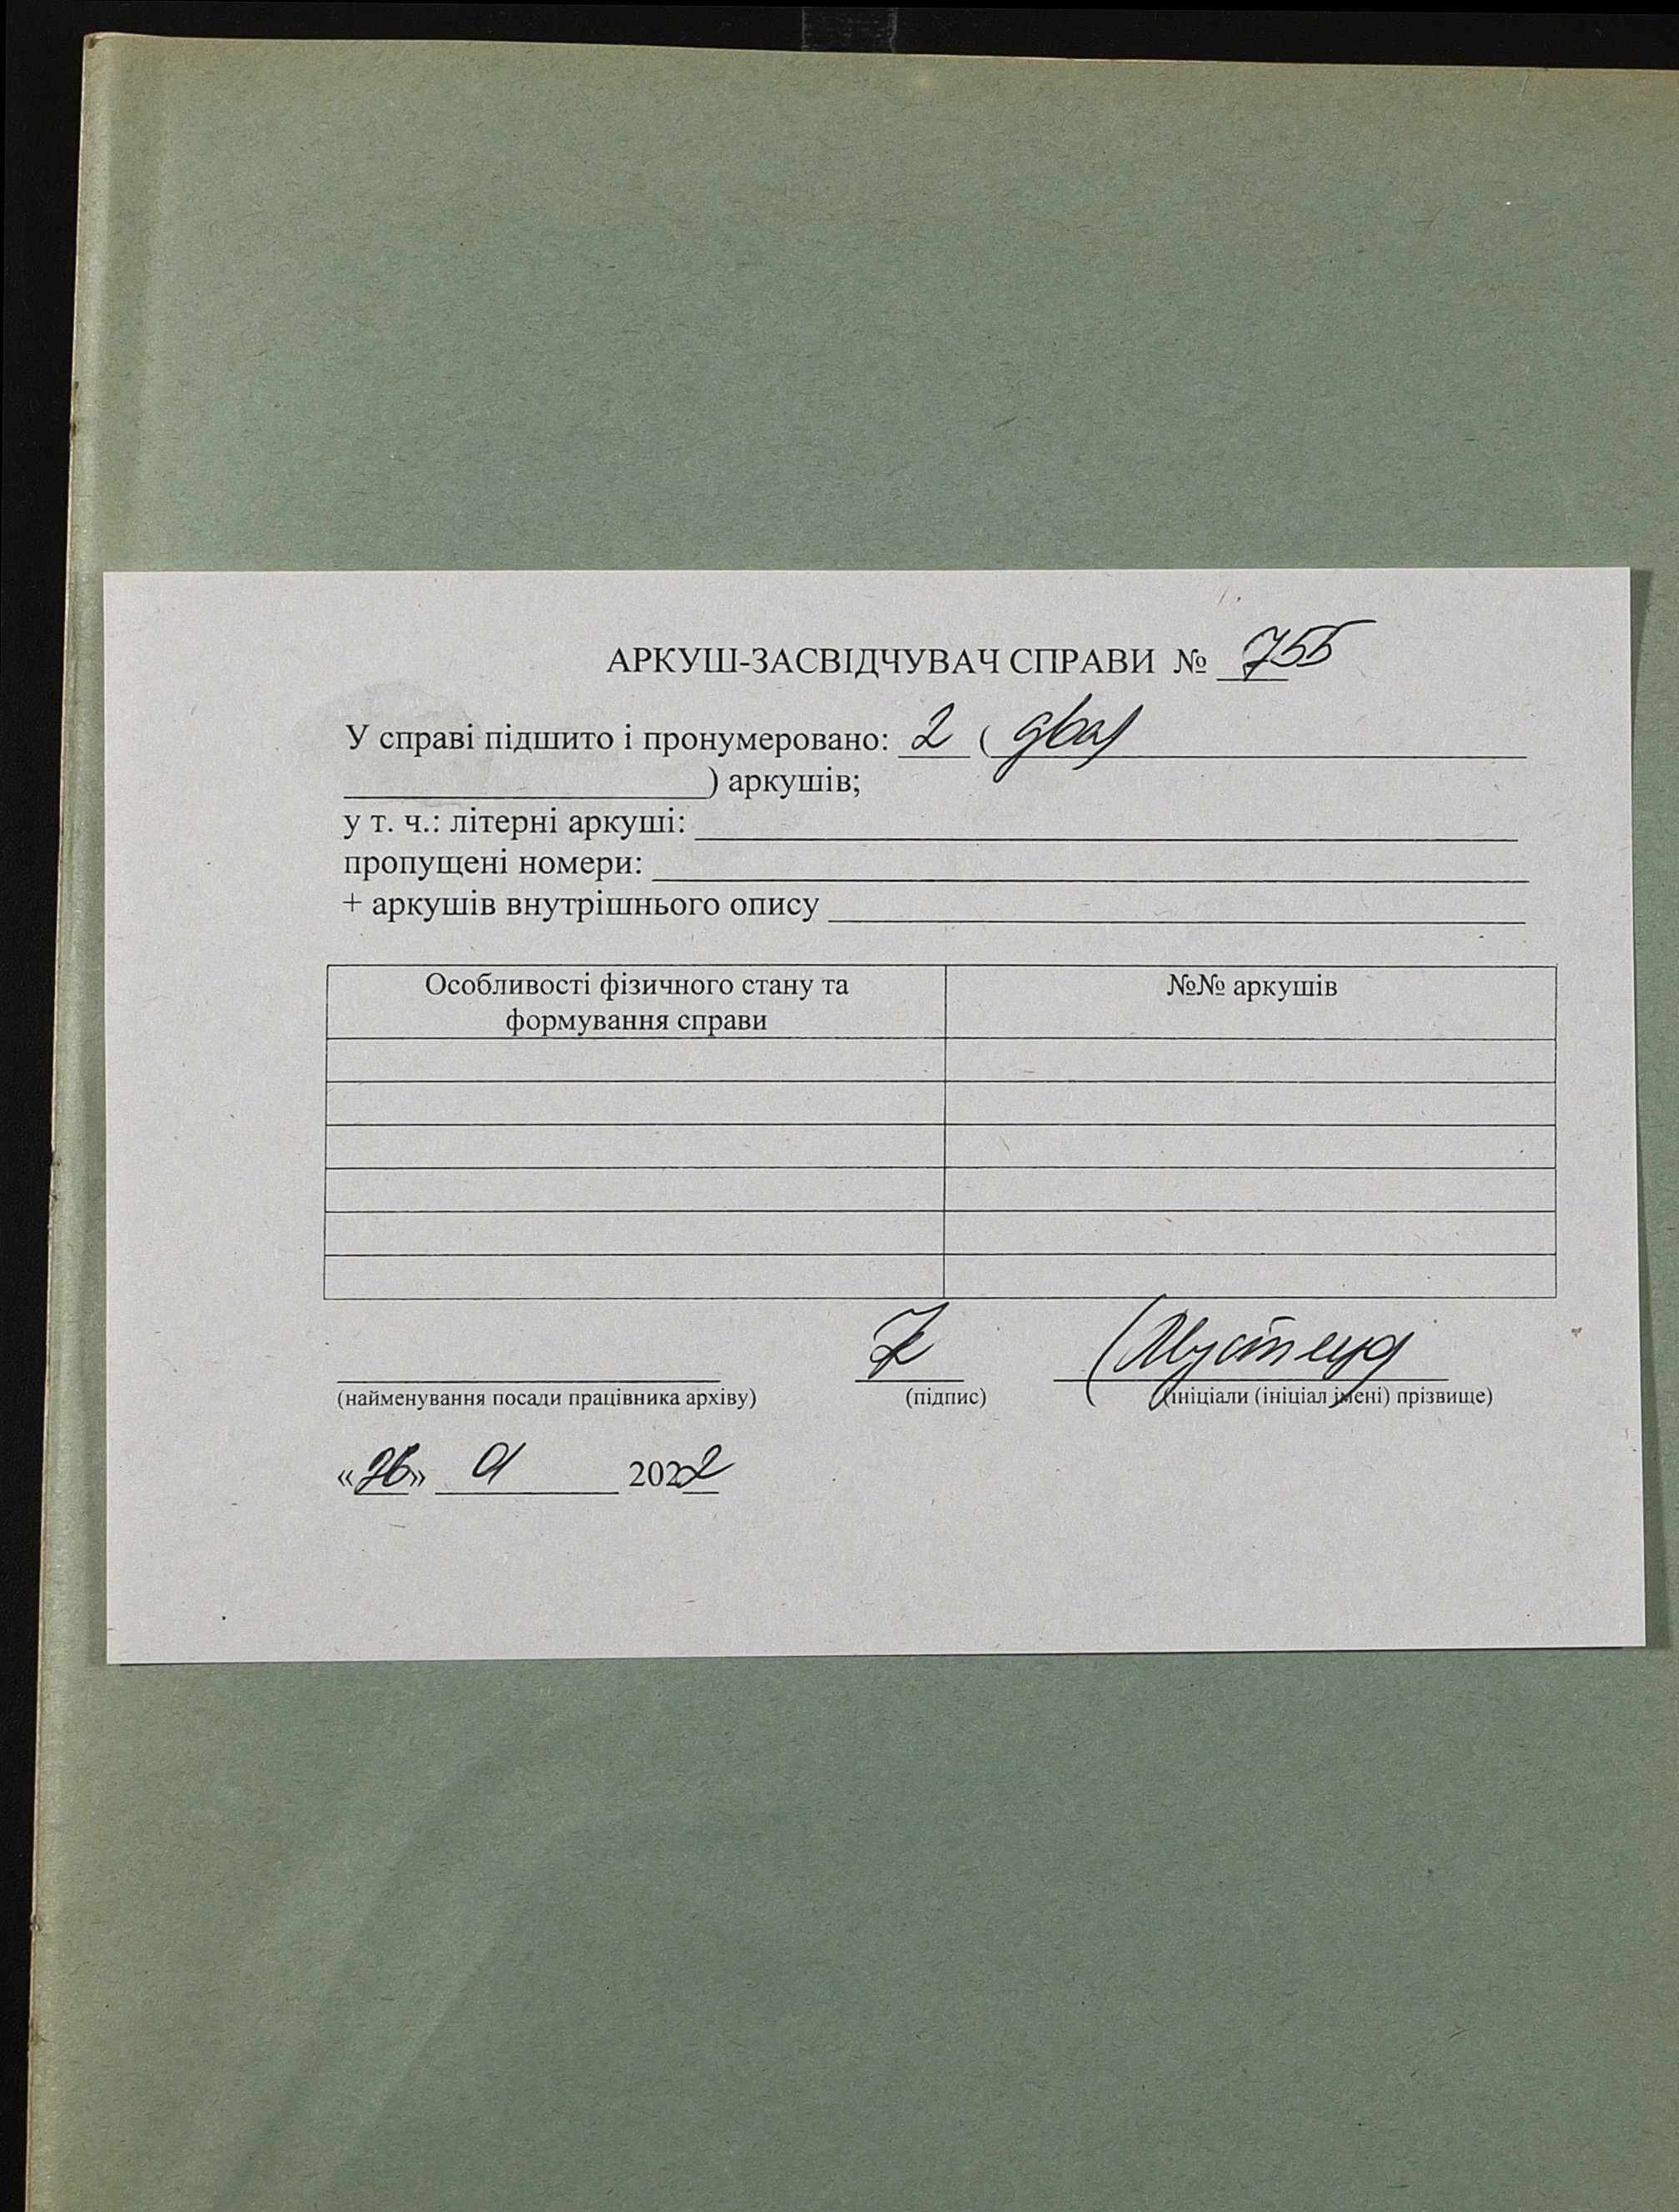 АРКУШ-ЗАСВІДЧУВАЧ СПРАВИ № 755
У справі підшито і пронумеровано: 2 ( два
) аркушів;
у т. ч.: літерні аркуші:
пропущені номери:
+ аркушів внутрішнього опису
Особливості фізичного стану та формування справи
№№ аркушів
(найменування посади працівника архіву)
(підпис)
(ініціали (ініціал імені) прізвище)
«26» 2022